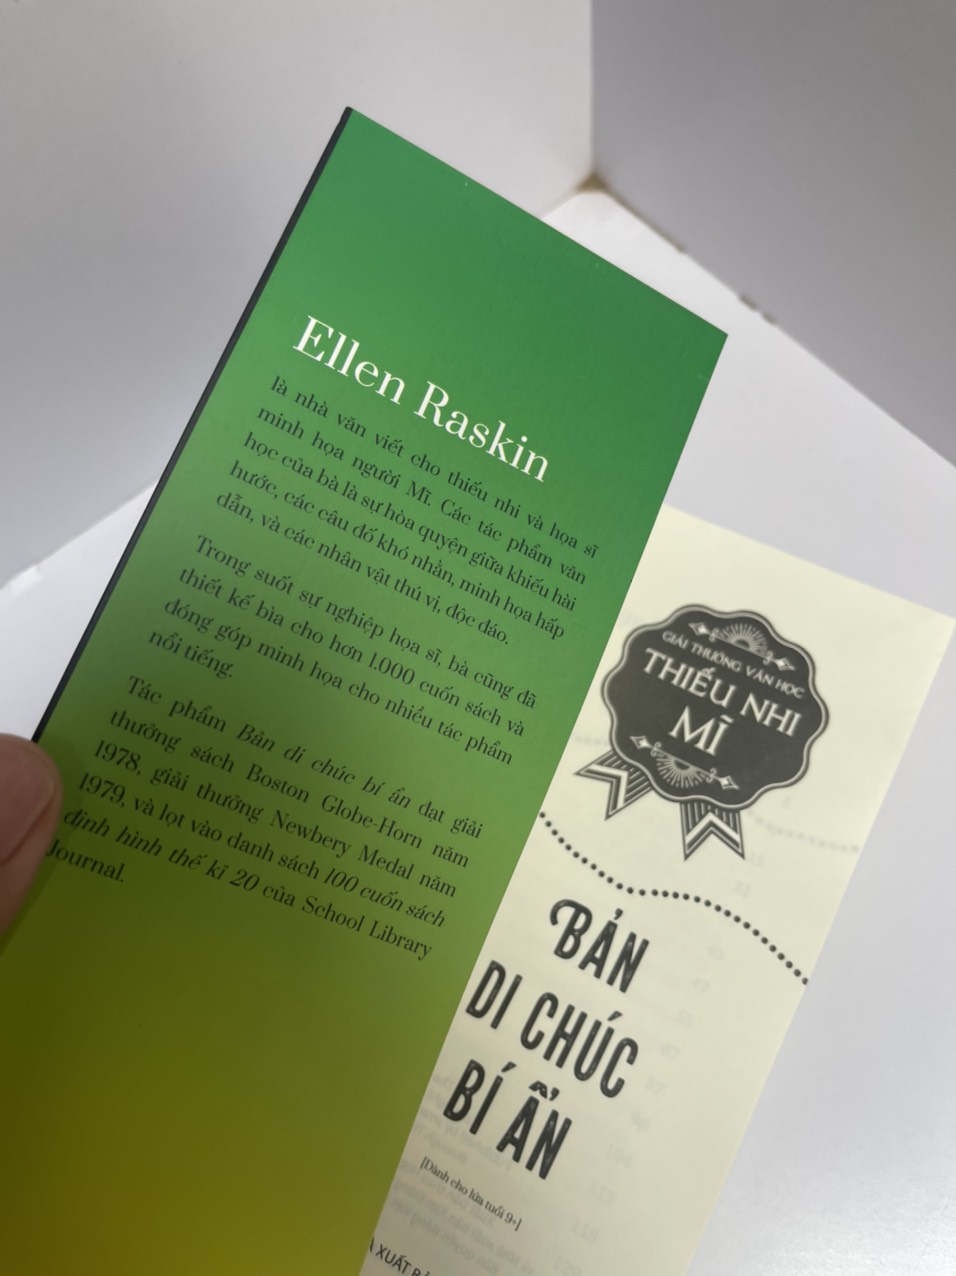 Ellen Raskin
là nhà văn viết cho thiếu nhi và họa sĩ
minh họa người Mĩ. Các tác phẩm văn
học của bà là sự hòa quyện giữa khiếu hài
hước, các câu đố khó nhằn, minh họa hấp
dẫn, và các nhân vật thú vị, độc đáo.
Trong suốt sự nghiệp họa sĩ, bà cũng đã
thiết kế bìa cho hơn 1.000 cuốn sách và
đóng góp minh họa cho nhiều tác phẩm
nổi tiếng.
Tác phẩm Bản di chúc bí ẩn đạt giải
thưởng sách Boston Globe-Horn năm
1978, giải thưởng Newbery Medal năm
1979, và lọt vào danh sách 100 cuốn sách
định hình thế kỉ 20 của School Library
Journal.
GIẢI THƯỞNG VĂN HỌC
THIẾU NHI
MĨ
BẢN
DI CHÚC
BÍ ẨN
[Dành cho lứa tuổi 9+]
XUẤT